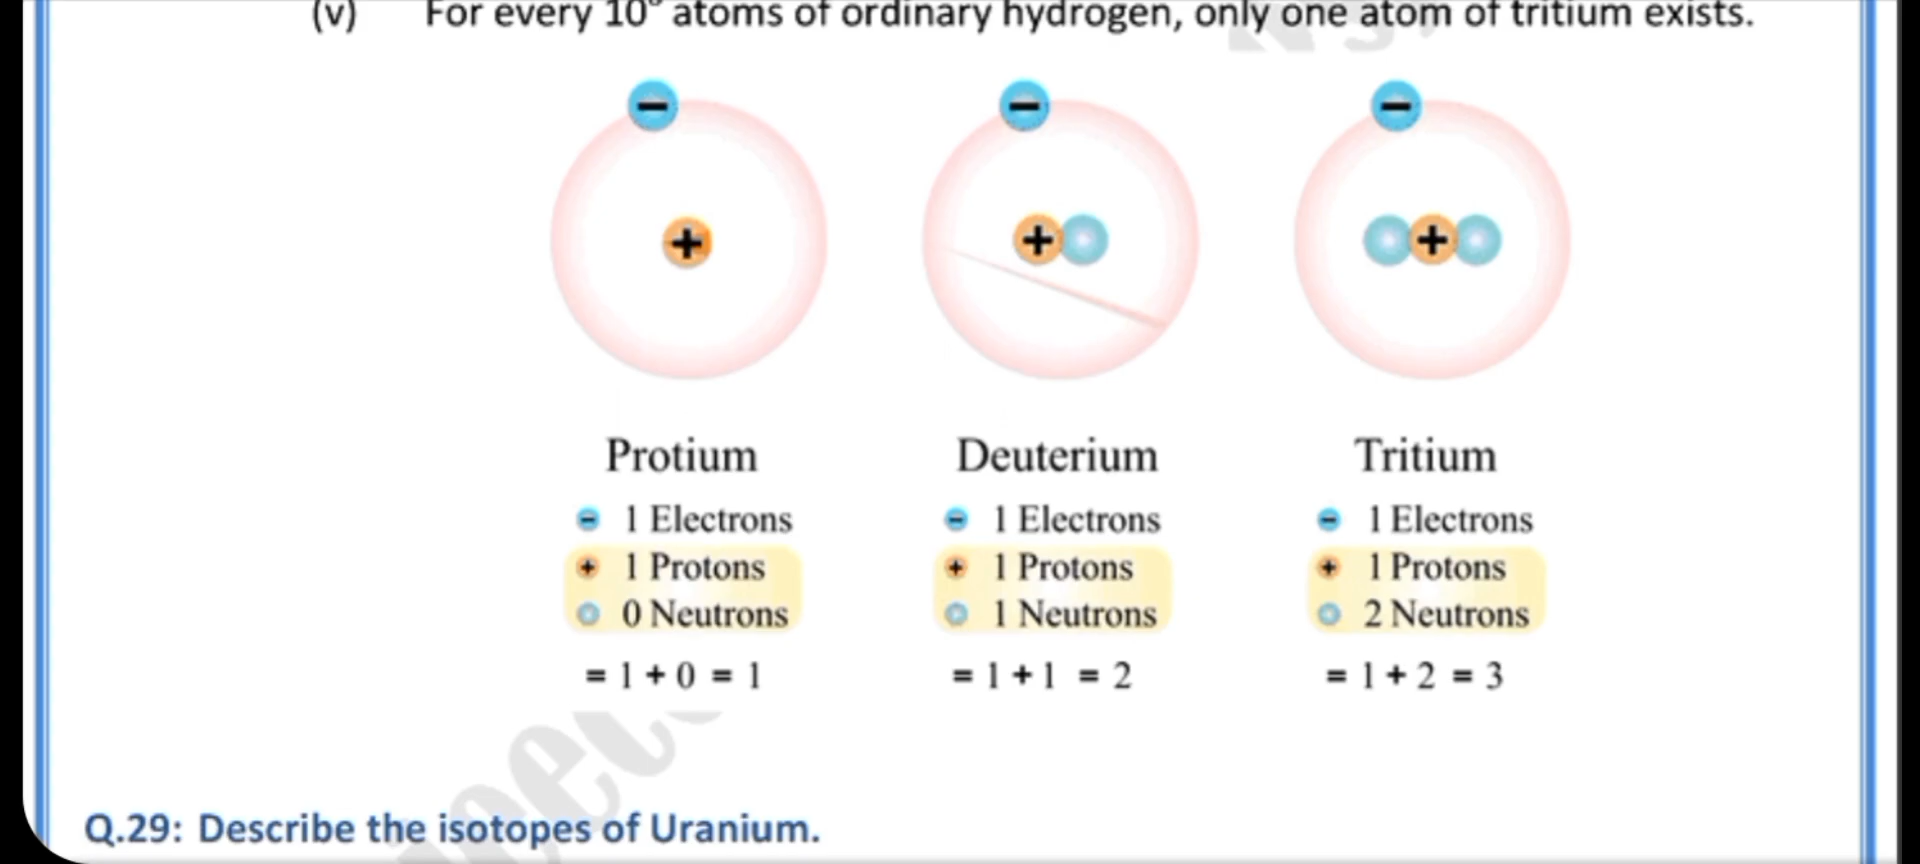 (v) For every 10 atoms of ordinary hydrogen, only one atom of tritium exists.
Protium Deuterium Tritium
1 Electrons 1 Electrons 1 Electrons
1 Protons 1 Protons 1 Protons
0 Neutrons 1 Neutrons 2 Neutrons
= 1 + 0 = 1 = 1 + 1 = 2 = 1 + 2 = 3
Q.29: Describe the isotopes of Uranium.